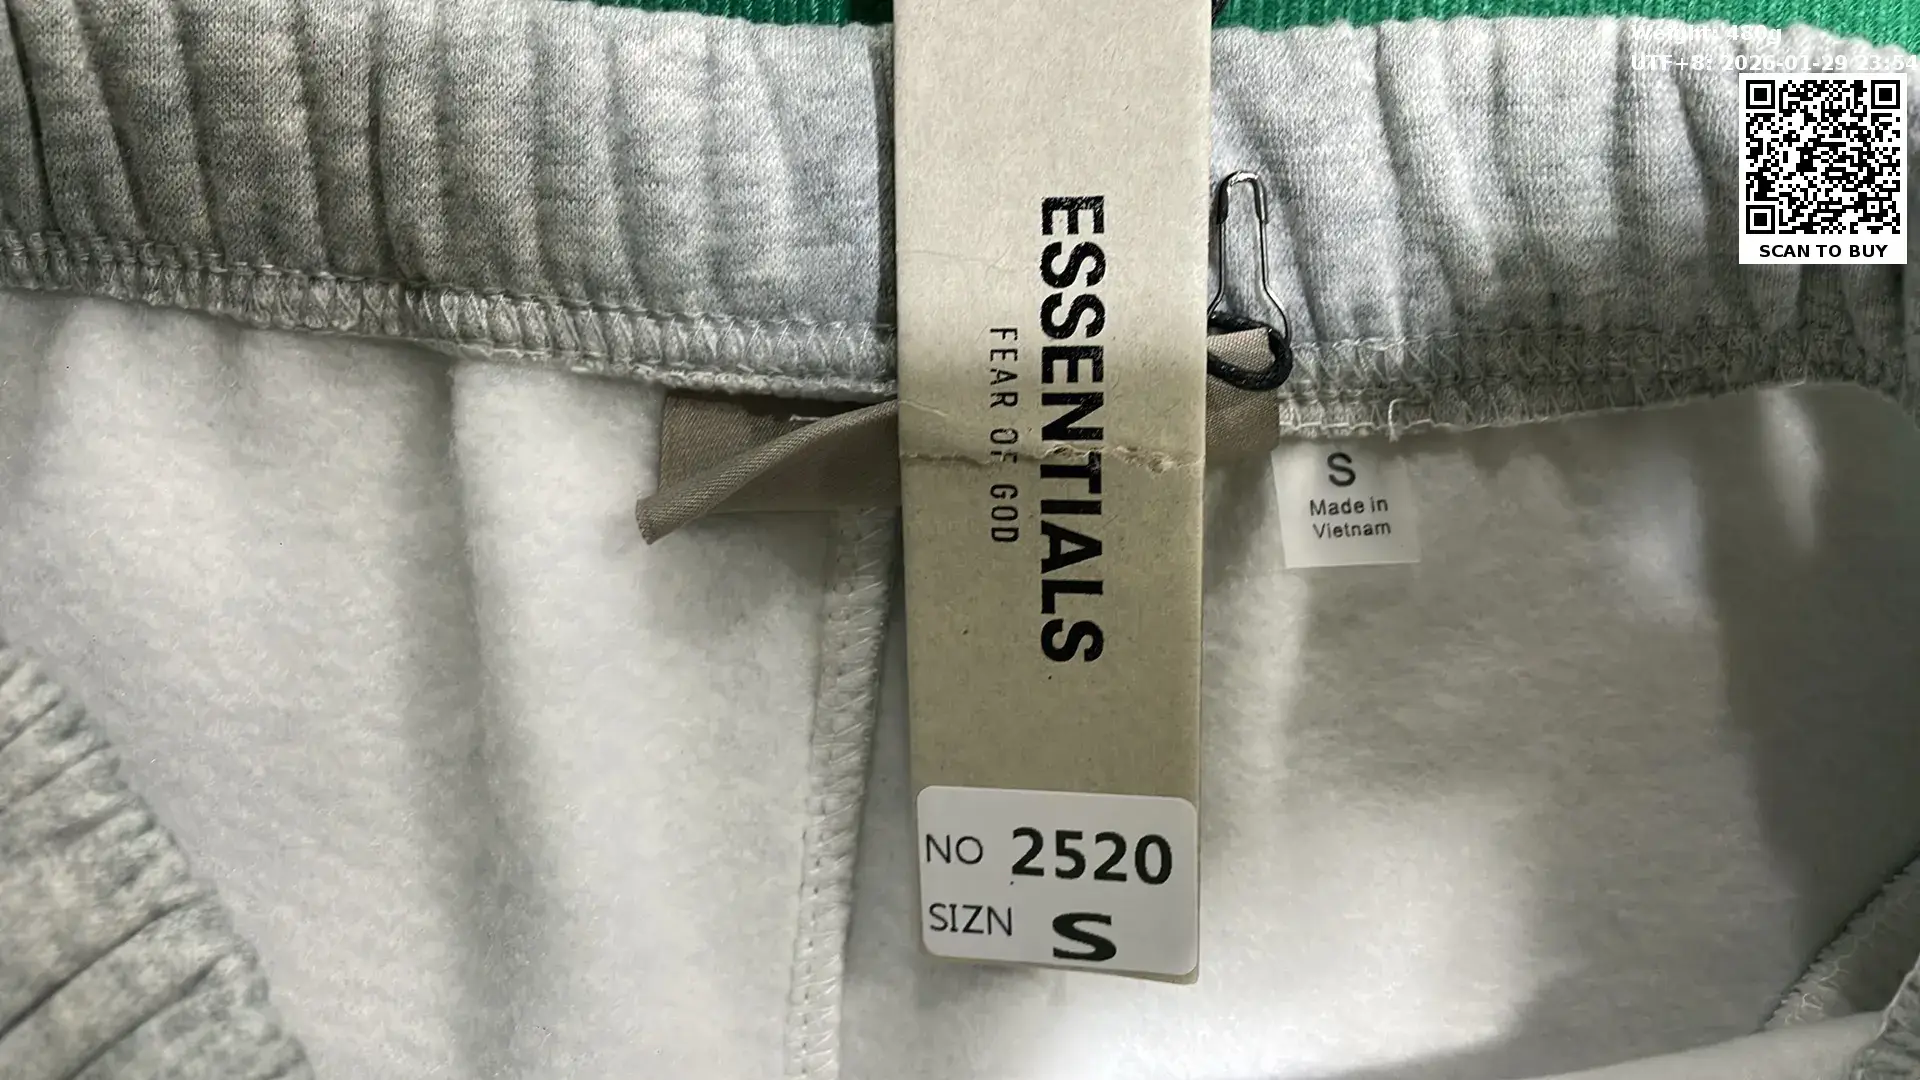 Weight: 480g
UTF+8: 2026-01-29 23:54
SCAN TO BUY
ESSENTIALS
FEAR OF GOD
S
Made in
Vietnam
NO 2520
SIZN S